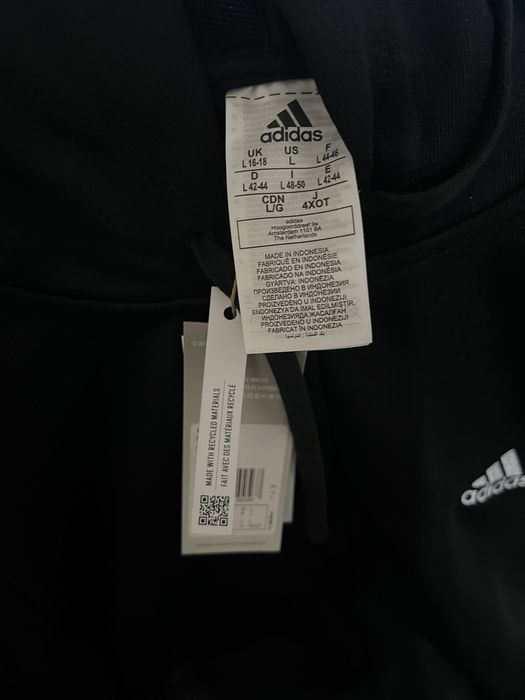 adidas
UK US F
L 16-18 L L 44-46
D I E
L 42-44 L 48-50 L 42-44
CDN J
L/G 4XOT
adidas
Hoogoorddreef 9a
Amsterdam 1101 BA
The Netherlands
MADE IN INDONESIA
FABRIQUÉ EN INDONÉSIE
FABRICADO EN INDONESIA
FABRICADO NA INDONÉSIA
GYÁRTVA: INDONÉZIA
ПРОИЗВЕДЕНО В ИНДОНЕЗИЯ
СДЕЛАНО В ИНДОНЕЗИИ
PROIZVEDENO U INDONEZIJI
ENDONEZYA'DA İMAL EDİLMİŞTİR.
ИНДОНЕЗИЯДА ЖАСАЛҒАН
PROIZVEDENO U INDONEZIJI
FABRICAT ÎN INDONEZIA
MADE WITH RECYCLED MATERIALS
FAIT AVEC DES MATÉRIAUX RECYCLÉ
adidas